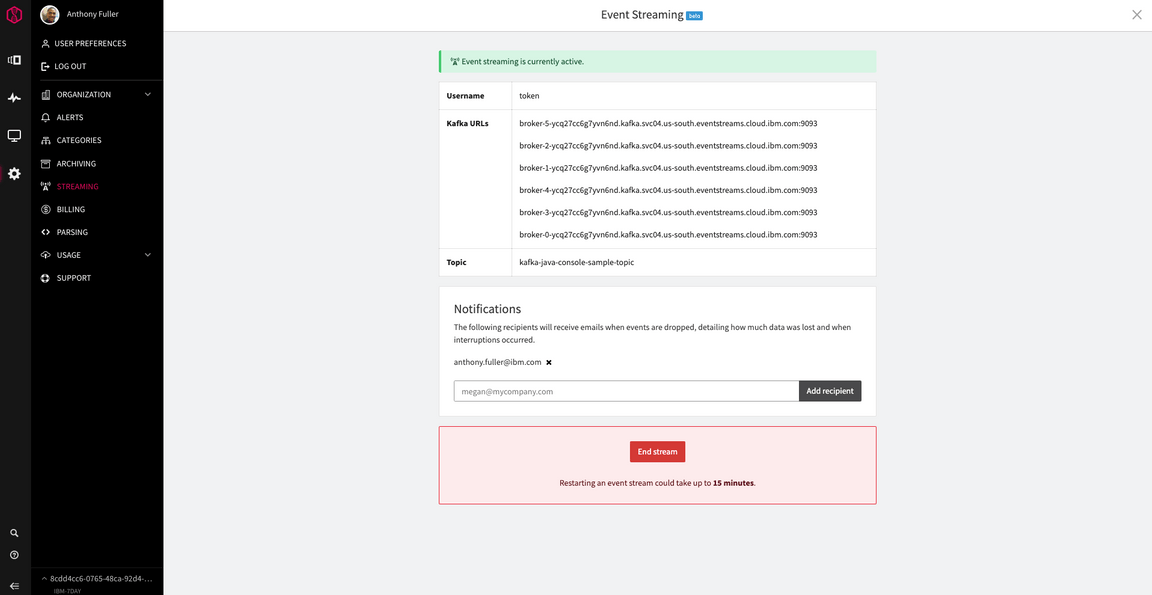 Anthony Fuller
USER PREFERENCES
LOG OUT
ORGANIZATION
ALERTS
CATEGORIES
ARCHIVING
STREAMING
BILLING
PARSING
USAGE
SUPPORT
8cdd4cc6-0765-48ca-92d4-...
IBM-7DAY
Event Streaming beta
Event streaming is currently active.
Username token
Kafka URLs broker-5-ycq27cc6g7yvn6nd.kafka.svc04.us-south.eventstreams.cloud.ibm.com:9093
broker-2-ycq27cc6g7yvn6nd.kafka.svc04.us-south.eventstreams.cloud.ibm.com:9093
broker-1-ycq27cc6g7yvn6nd.kafka.svc04.us-south.eventstreams.cloud.ibm.com:9093
broker-4-ycq27cc6g7yvn6nd.kafka.svc04.us-south.eventstreams.cloud.ibm.com:9093
broker-3-ycq27cc6g7yvn6nd.kafka.svc04.us-south.eventstreams.cloud.ibm.com:9093
broker-0-ycq27cc6g7yvn6nd.kafka.svc04.us-south.eventstreams.cloud.ibm.com:9093
Topic kafka-java-console-sample-topic
Notifications
The following recipients will receive emails when events are dropped, detailing how much data was lost and when
interruptions occurred.
anthony.fuller@ibm.com
megan@mycompany.com Add recipient
End stream
Restarting an event stream could take up to 15 minutes.